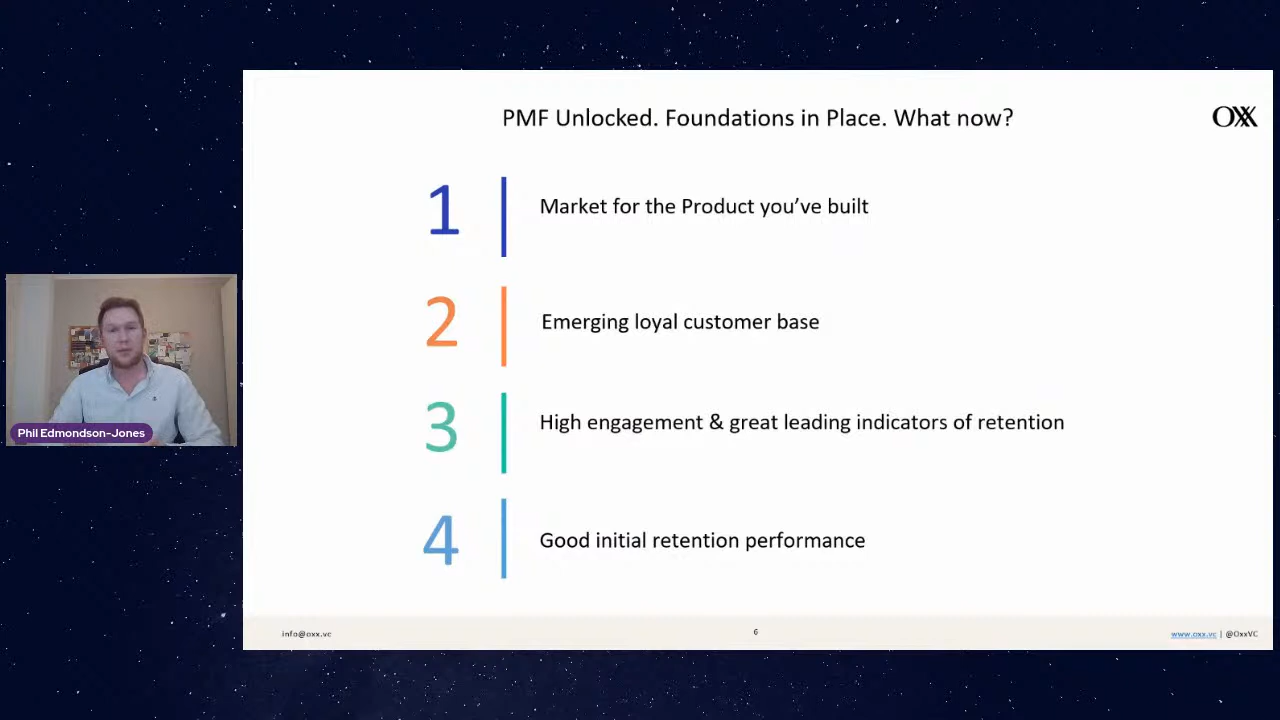 PMF Unlocked. Foundations in Place. What now?
OXX
1
Market for the Product you’ve built
2
Emerging loyal customer base
3
High engagement & great leading indicators of retention
4
Good initial retention performance
Phil Edmondson-Jones
info@oxx.vc
6
www.oxx.vc | @OxxVC